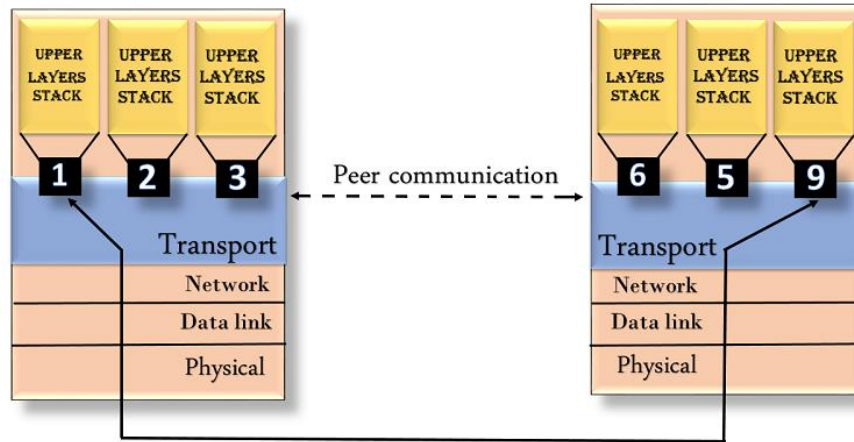 UPPER
LAYERS
STACK
UPPER
LAYERS
STACK
UPPER
LAYERS
STACK
1
2
3
Transport
Network
Data link
Physical
Peer communication
UPPER
LAYERS
STACK
UPPER
LAYERS
STACK
UPPER
LAYERS
STACK
6
5
9
Transport
Network
Data link
Physical